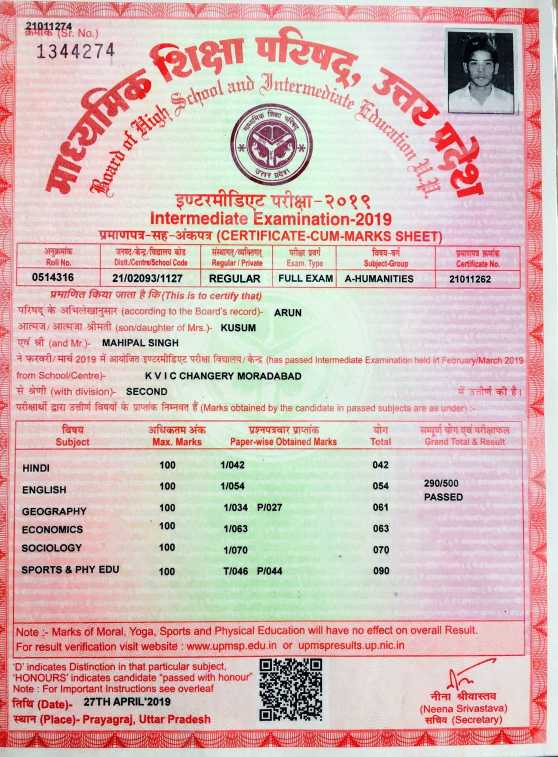 21011274
क्रमांक (Sr. No.)
1344274
माध्यमिक शिक्षा परिषद्, उत्तर प्रदेश
Board of High School and Intermediate Education U.P.
माध्यमिक शिक्षा परिषद्
उत्तर प्रदेश
इण्टरमीडिएट परीक्षा-२०१९
Intermediate Examination-2019
प्रमाणपत्र-सह-अंकपत्र (CERTIFICATE-CUM-MARKS SHEET)
अनुक्रमांक जनपद/केन्द्र/विद्यालय कोड संस्थागत/व्यक्तिगत परीक्षा प्रवर्ग विषय-वर्ग प्रमाणपत्र क्रमांक
Roll No. Dist./Centre/School Code Regular / Private Exam. Type Subject-Group Certificate No.
0514316 21/02093/1127 REGULAR FULL EXAM A-HUMANITIES 21011262
प्रमाणित किया जाता है कि (This is to certify that)
परिषद् के अभिलेखानुसार (according to the Board's record)- ARUN
आत्मज/ आत्मजा श्रीमती (son/daughter of Mrs.)- KUSUM
एवं श्री (and Mr.)- MAHIPAL SINGH
ने फरवरी/ मार्च 2019 में आयोजित इण्टरमीडिएट परीक्षा विद्यालय/ केन्द्र (has passed Intermediate Examination held in February/March 2019
from School/Centre)- K V I C CHANGERY MORADABAD
से श्रेणी (with division)- SECOND में उत्तीर्ण की है।
परीक्षार्थी द्वारा उत्तीर्ण विषयों के प्राप्तांक निम्नवत हैं (Marks obtained by the candidate in passed subjects are as under) :-
विषय अधिकतम अंक प्रश्नपत्रवार प्राप्तांक योग सम्पूर्ण योग एवं परीक्षाफल
Subject Max. Marks Paper-wise Obtained Marks Total Grand Total & Result
HINDI 100 1/042 042
ENGLISH 100 1/054 054 290/500
PASSED
GEOGRAPHY 100 1/034 P/027 061
ECONOMICS 100 1/063 063
SOCIOLOGY 100 1/070 070
SPORTS & PHY EDU 100 T/046 P/044 090
Note :- Marks of Moral, Yoga, Sports and Physical Education will have no effect on overall Result.
For result verification visit website : www.upmsp.edu.in or upmspresults.up.nic.in
'D' indicates Distinction in that particular subject,
'HONOURS' indicates candidate "passed with honour"
Note : For Important Instructions see overleaf
तिथि (Date)- 27TH APRIL'2019
स्थान (Place)- Prayagraj, Uttar Pradesh
नीना श्रीवास्तव
(Neena Srivastava)
सचिव (Secretary)